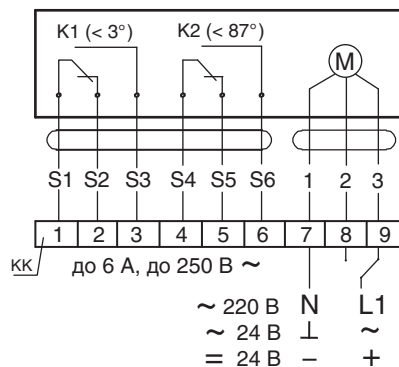 K1 (< 3°) K2 (< 87°)
M
S1 S2 S3 S4 S5 S6 1 2 3
1 2 3 4 5 6 7 8 9
КК до 6 А, до 250 В ~
~ 220 В N L1
~ 24 В ⊥ ~
= 24 В − +